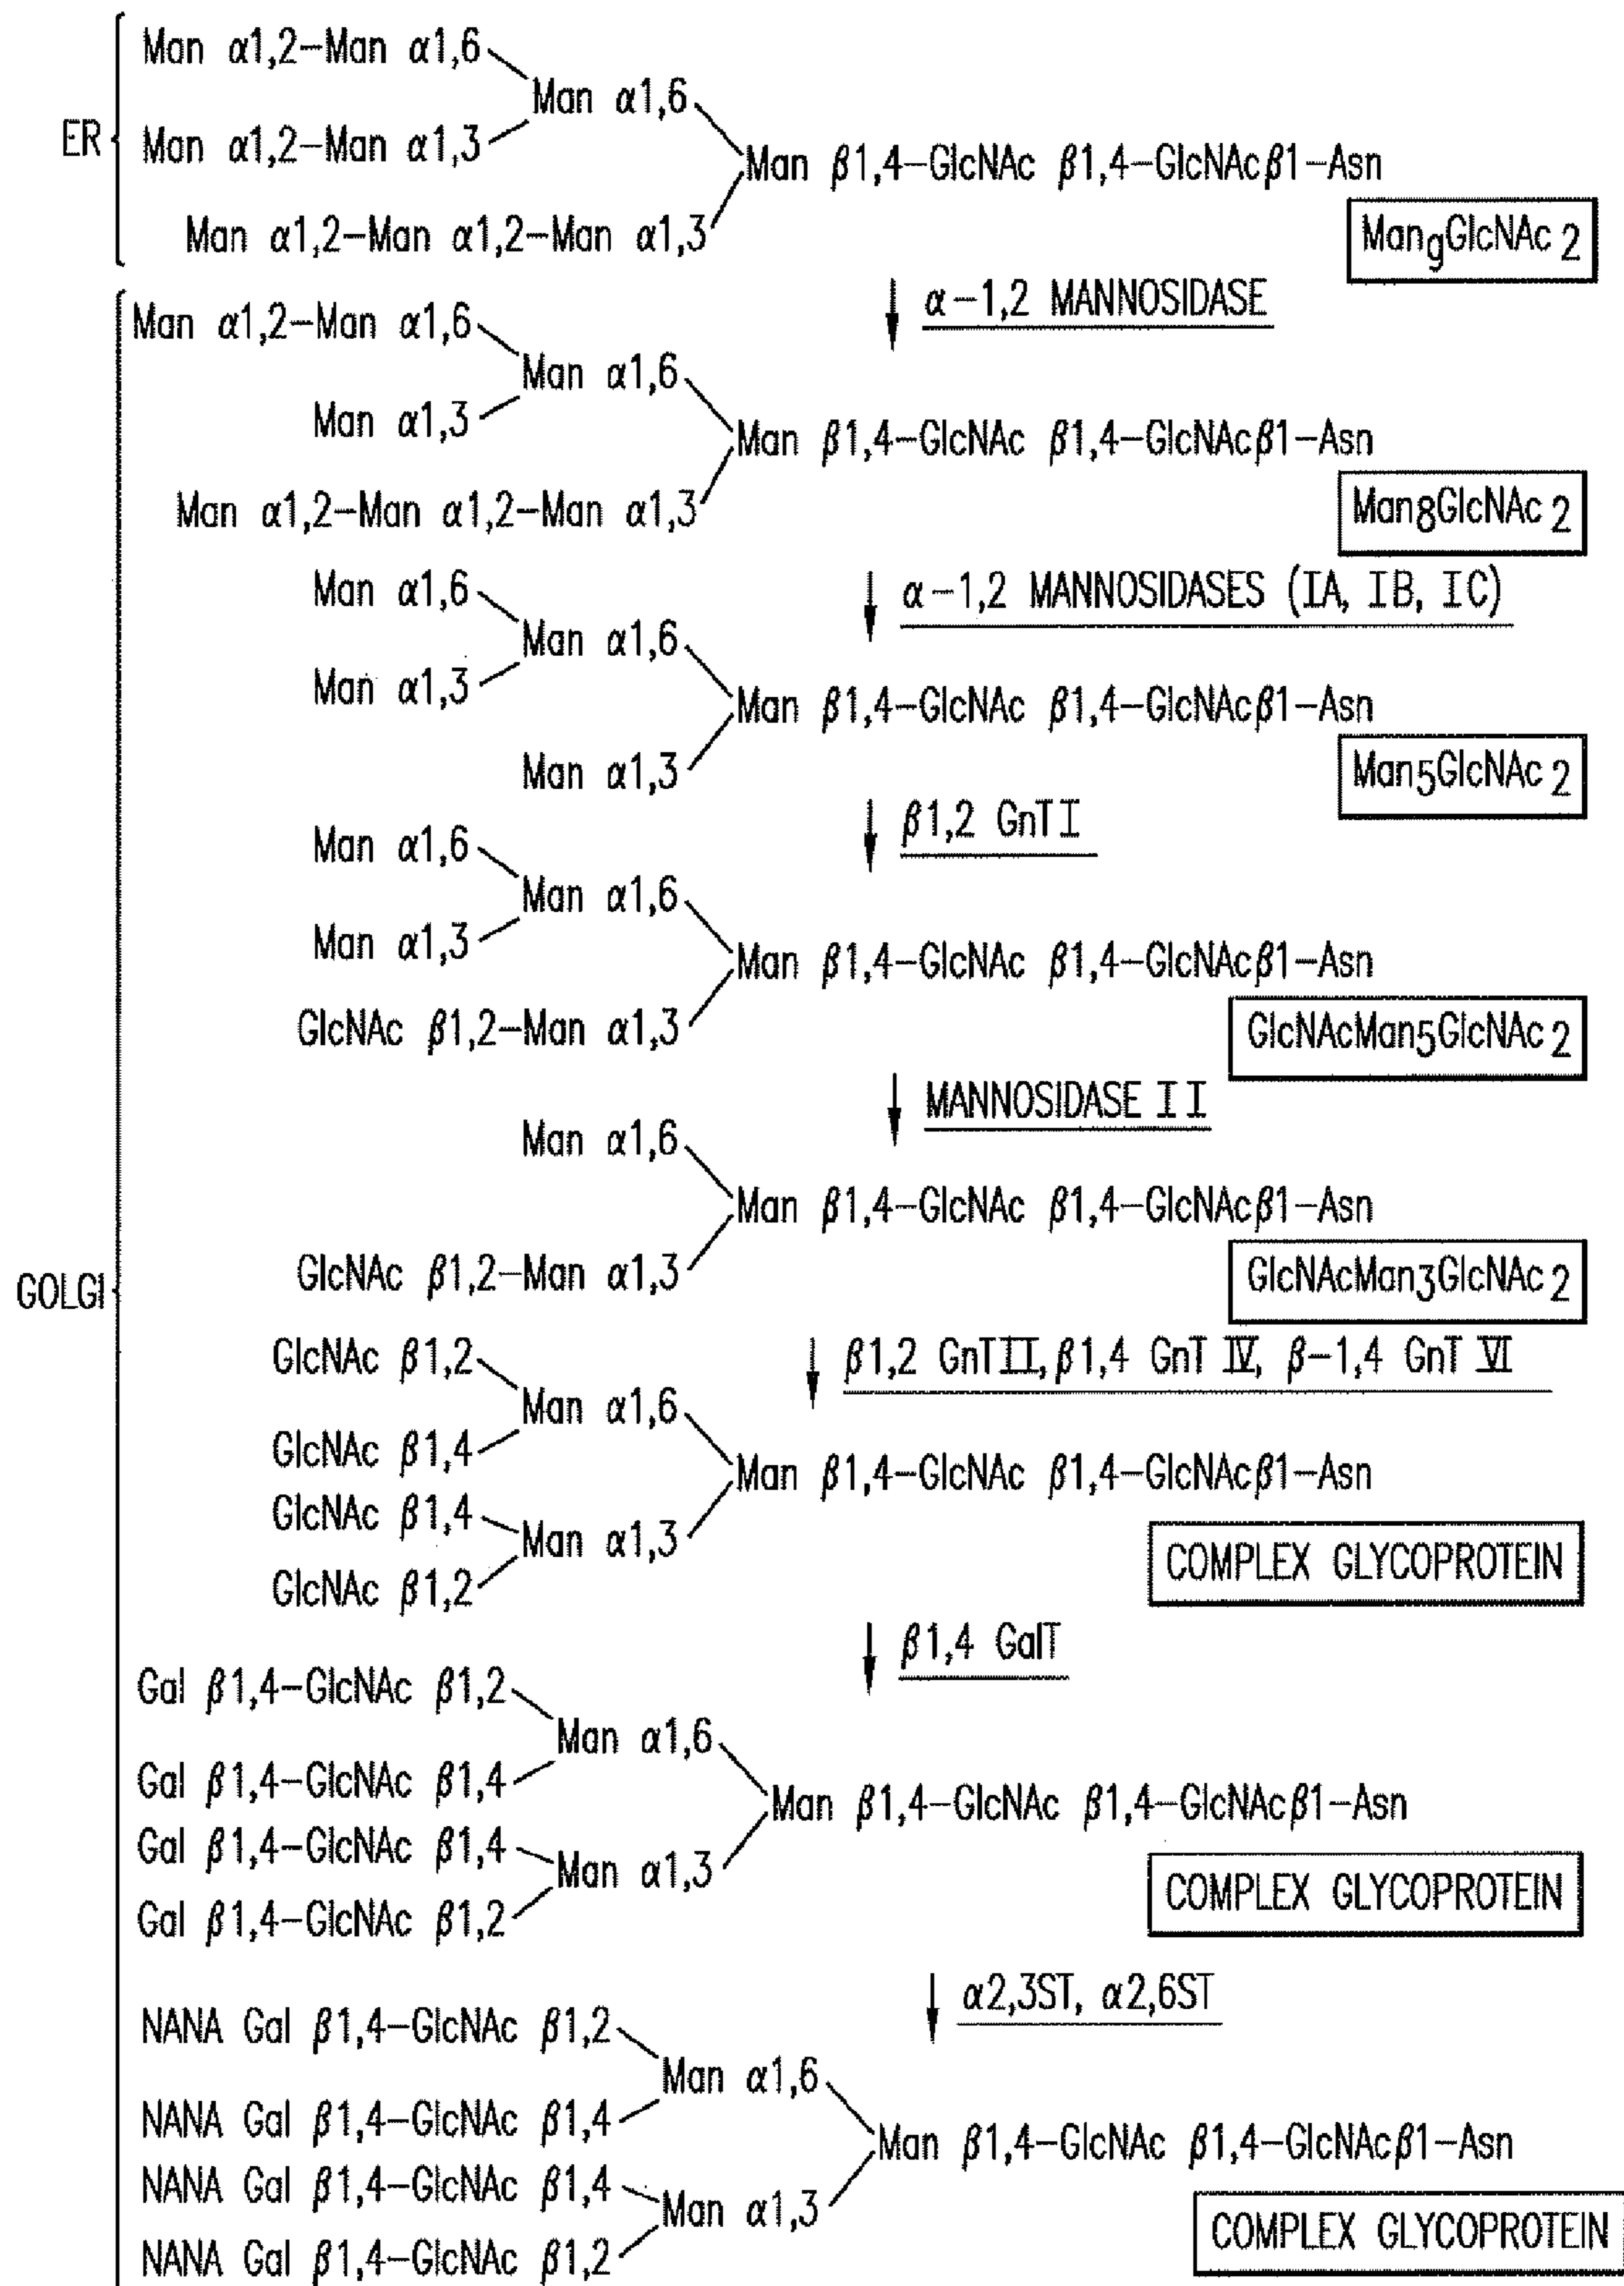 Man α1,2–Man α1,6
Man α1,6
ER
Man α1,2–Man α1,3
Man β1,4–GlcNAc β1,4–GlcNAcβ1–Asn
Man α1,2–Man α1,2–Man α1,3
Man9GlcNAc2
α–1,2 MANNOSIDASE
Man α1,2–Man α1,6
Man α1,6
Man α1,3
Man β1,4–GlcNAc β1,4–GlcNAcβ1–Asn
Man α1,2–Man α1,2–Man α1,3
Man8GlcNAc2
α–1,2 MANNOSIDASES (IA, IB, IC)
Man α1,6
Man α1,6
Man α1,3
Man β1,4–GlcNAc β1,4–GlcNAcβ1–Asn
Man α1,3
Man5GlcNAc2
β1,2 GnTI
Man α1,6
Man α1,6
Man α1,3
Man β1,4–GlcNAc β1,4–GlcNAcβ1–Asn
GlcNAc β1,2–Man α1,3
GlcNAcMan5GlcNAc2
MANNOSIDASE II
Man α1,6
Man β1,4–GlcNAc β1,4–GlcNAcβ1–Asn
GlcNAc β1,2–Man α1,3
GlcNAcMan3GlcNAc2
GOLGI
β1,2 GnTII, β1,4 GnT IV, β–1,4 GnT VI
GlcNAc β1,2
Man α1,6
GlcNAc β1,4
Man β1,4–GlcNAc β1,4–GlcNAcβ1–Asn
GlcNAc β1,4
Man α1,3
GlcNAc β1,2
COMPLEX GLYCOPROTEIN
β1,4 GalT
Gal β1,4–GlcNAc β1,2
Man α1,6
Gal β1,4–GlcNAc β1,4
Man β1,4–GlcNAc β1,4–GlcNAcβ1–Asn
Gal β1,4–GlcNAc β1,4
Man α1,3
Gal β1,4–GlcNAc β1,2
COMPLEX GLYCOPROTEIN
α2,3ST, α2,6ST
NANA Gal β1,4–GlcNAc β1,2
Man α1,6
NANA Gal β1,4–GlcNAc β1,4
Man β1,4–GlcNAc β1,4–GlcNAcβ1–Asn
NANA Gal β1,4–GlcNAc β1,4
Man α1,3
NANA Gal β1,4–GlcNAc β1,2
COMPLEX GLYCOPROTEIN